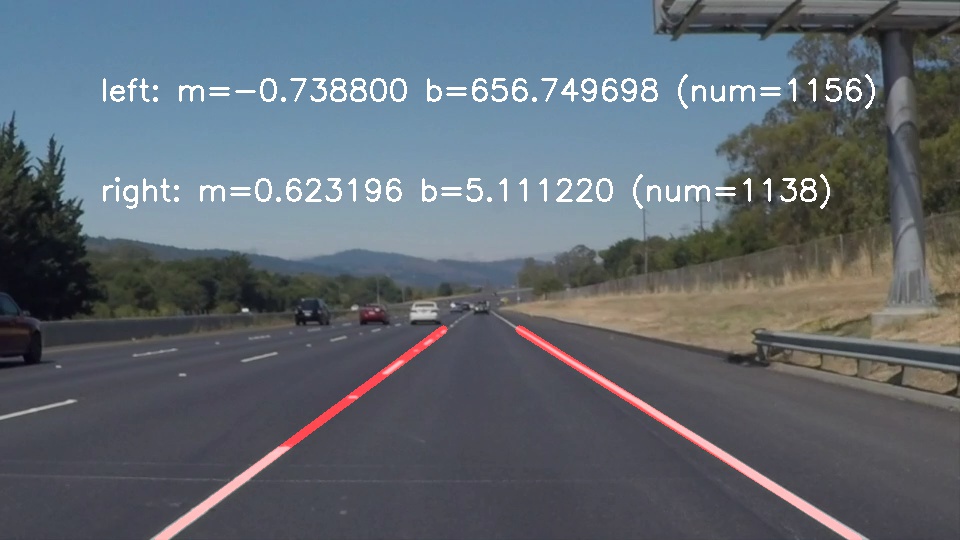 left: m=-0.738800 b=656.749698 (num=1156)
right: m=0.623196 b=5.111220 (num=1138)